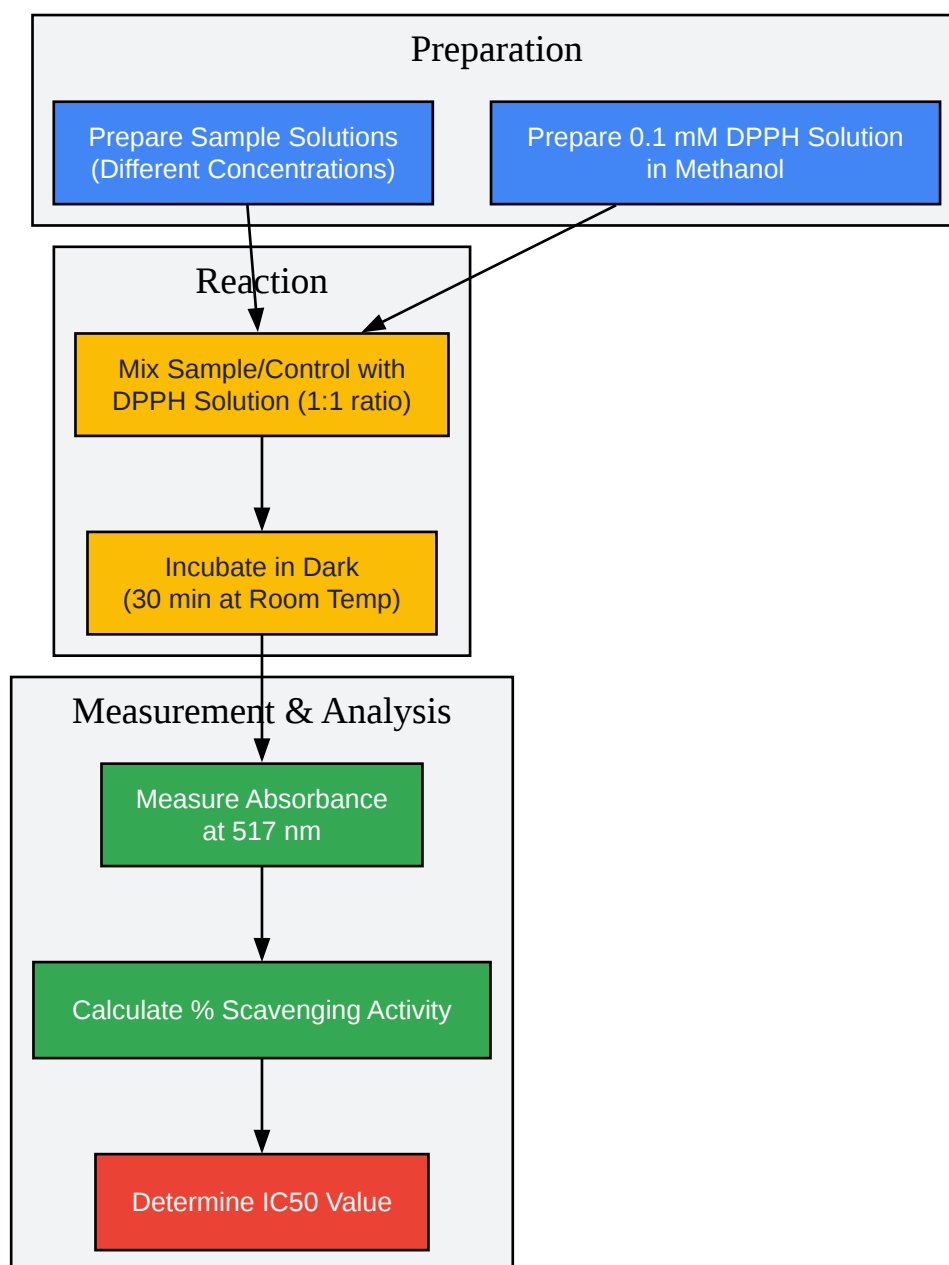 Preparation
Prepare Sample Solutions
(Different Concentrations)
Prepare 0.1 mM DPPH Solution
in Methanol
Reaction
Mix Sample/Control with
DPPH Solution (1:1 ratio)
Incubate in Dark
(30 min at Room Temp)
Measurement & Analysis
Measure Absorbance
at 517 nm
Calculate % Scavenging Activity
Determine IC50 Value